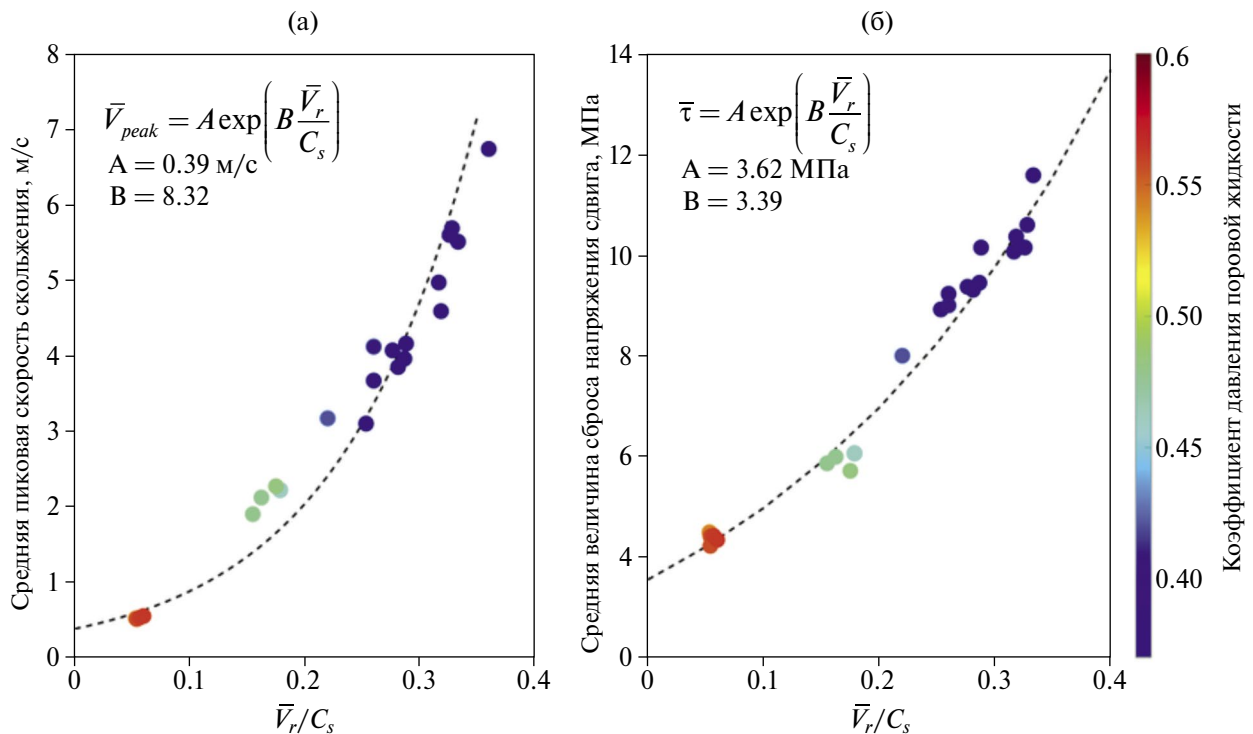 (а)
8
7
6
5
4
3
2
1
0
0.1
0.2
0.3
0.4
Средняя пиковая скорость скольжения, м/с
V̄peak = A exp(B V̄r/Cs)
A = 0.39 м/с
B = 8.32
V̄r/Cs
(б)
14
12
10
8
6
4
2
0
0
0.1
0.2
0.3
0.4
Средняя величина сброса напряжения сдвига, МПа
τ̄ = A exp(B V̄r/Cs)
A = 3.62 МПа
B = 3.39
V̄r/Cs
0.6
0.55
0.50
0.45
0.40
Коэффициент давления поровой жидкости